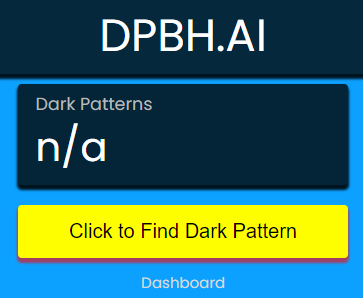 DPBH.AI
Dark Patterns
n/a
Click to Find Dark Pattern
Dashboard